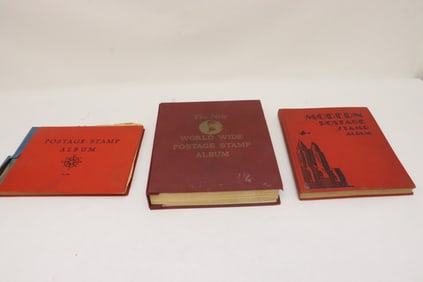 POSTAGE STAMP
ALBUM
The New
WORLD WIDE
POSTAGE STAMP
ALBUM
MODERN
POSTAGE
STAMP
ALBUM